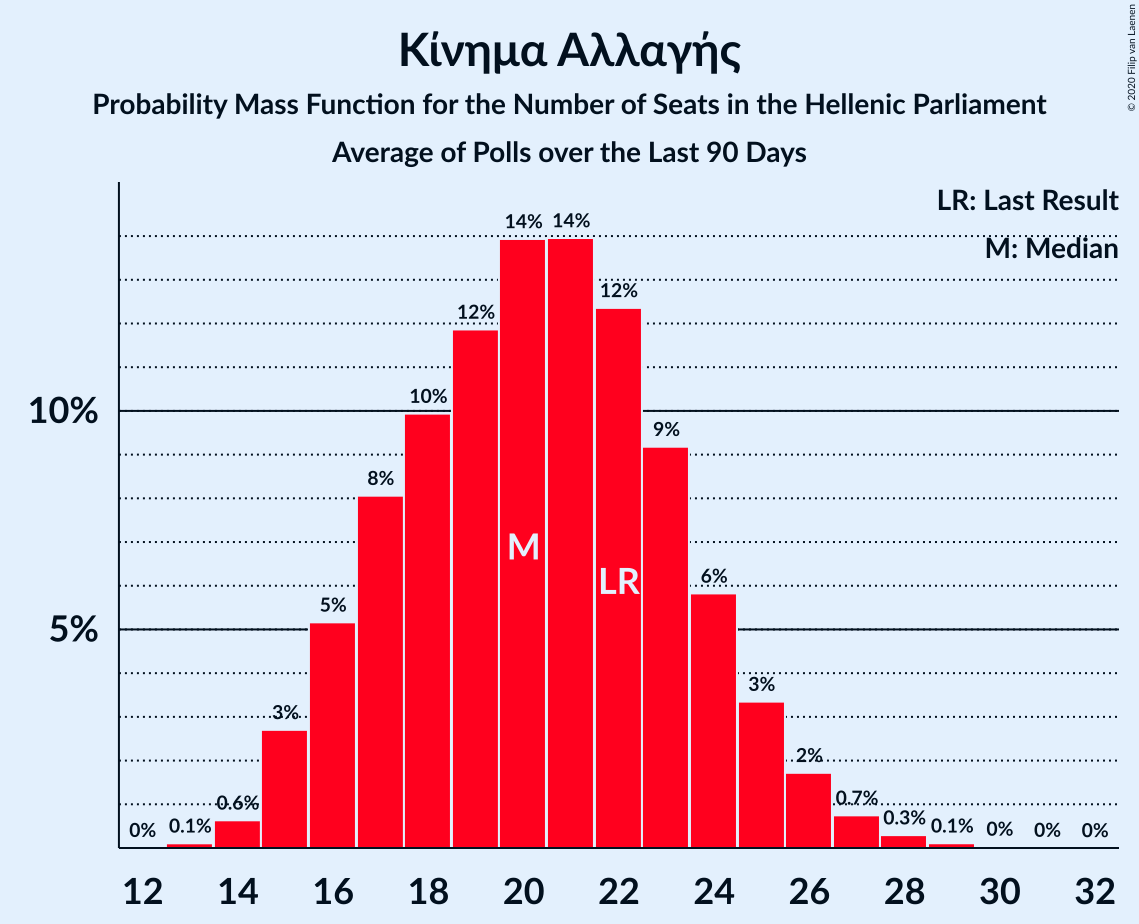 Κίνημα Αλλαγής
Probability Mass Function for the Number of Seats in the Hellenic Parliament
Average of Polls over the Last 90 Days
© 2020 Filip van Laenen
LR: Last Result
M: Median
14%
14%
12%
12%
10%
10%
9%
8%
M
LR
6%
5%
5%
3%
3%
2%
0.7%
0.6%
0.3%
0.1%
0.1%
0%
0%
0%
0%
12 14 16 18 20 22 24 26 28 30 32